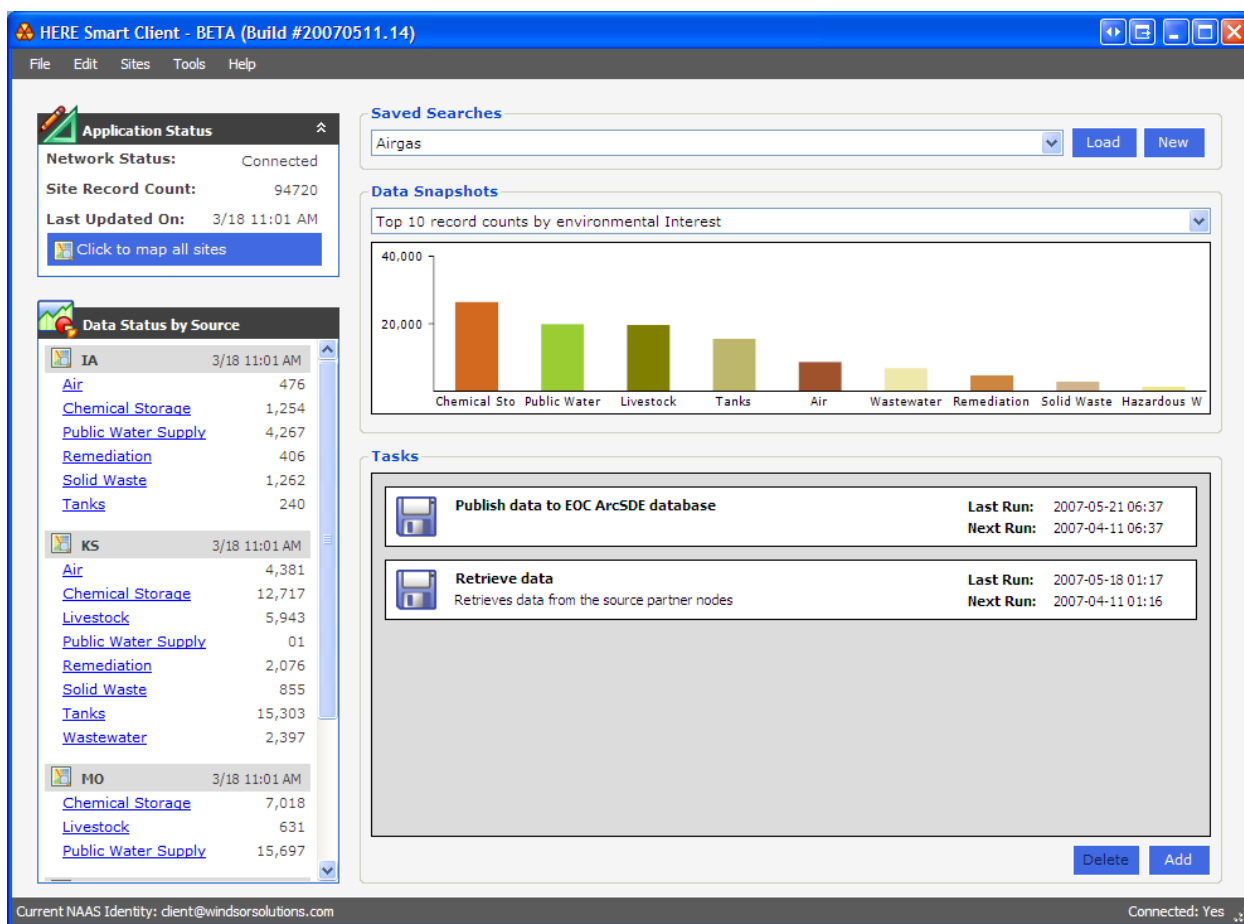 HERE Smart Client - BETA (Build #20070511.14)
File Edit Sites Tools Help
Application Status
Network Status: Connected
Site Record Count: 94720
Last Updated On: 3/18 11:01 AM
Click to map all sites
Data Status by Source
IA 3/18 11:01 AM
Air 476
Chemical Storage 1,254
Public Water Supply 4,267
Remediation 406
Solid Waste 1,262
Tanks 240
KS 3/18 11:01 AM
Air 4,381
Chemical Storage 12,717
Livestock 5,943
Public Water Supply 01
Remediation 2,076
Solid Waste 855
Tanks 15,303
Wastewater 2,397
MO 3/18 11:01 AM
Chemical Storage 7,018
Livestock 631
Public Water Supply 15,697
Saved Searches
Airgas Load New
Data Snapshots
Top 10 record counts by environmental Interest
40,000
20,000
Chemical Sto Public Water Livestock Tanks Air Wastewater Remediation Solid Waste Hazardous W
Tasks
Publish data to EOC ArcSDE database Last Run: 2007-05-21 06:37
Next Run: 2007-04-11 06:37
Retrieve data Last Run: 2007-05-18 01:17
Retrieves data from the source partner nodes Next Run: 2007-04-11 01:16
Delete Add
Current NAAS Identity: client@windsorsolutions.com Connected: Yes